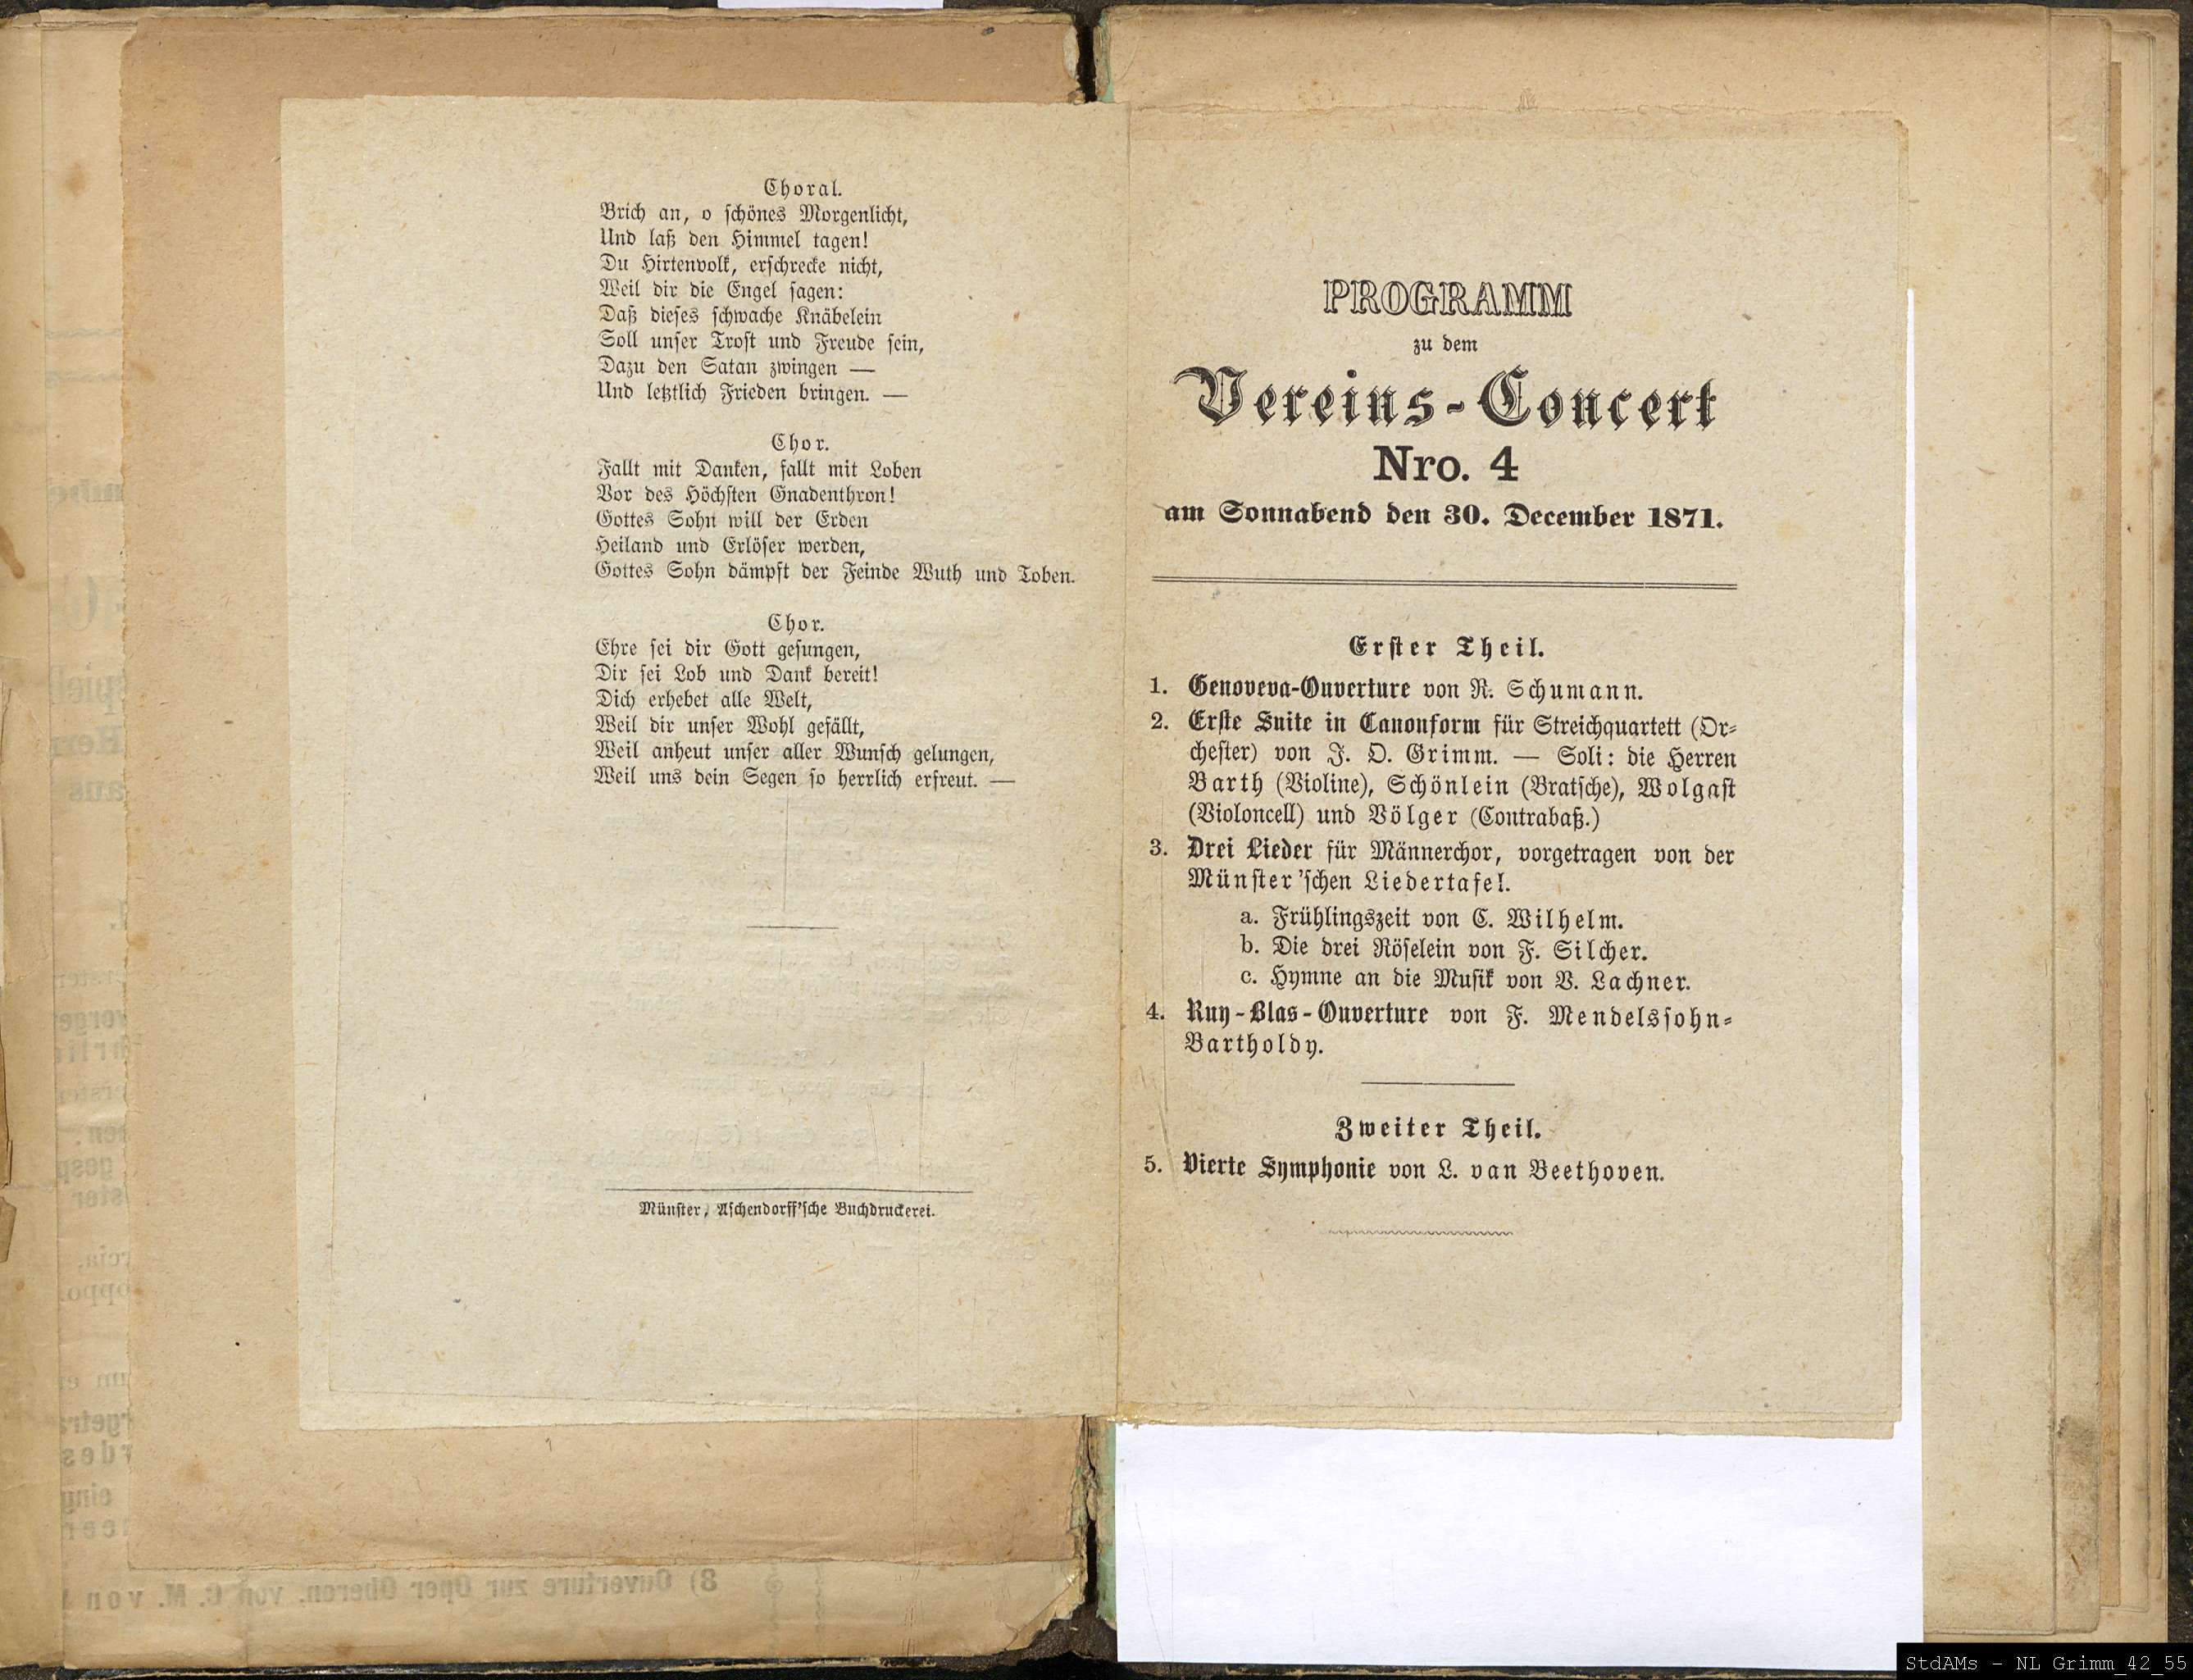 Choral.
Brich an, o ſchönes Morgenlicht,
Und laß den Himmel tagen!
Du Hirtenvolk, erſchrecke nicht,
Weil dir die Engel ſagen:
Daß dieſes ſchwache Knäbelein
Soll unſer Troſt und Freude ſein,
Dazu den Satan zwingen —
Und letztlich Frieden bringen. —
Chor.
Fallt mit Danken, fallt mit Loben
Vor des Höchſten Gnadenthron!
Gottes Sohn will der Erden
Heiland und Erlöſer werden,
Gottes Sohn dämpft der Feinde Wuth und Toben.
Chor.
Ehre ſei dir Gott geſungen,
Dir ſei Lob und Dank bereit!
Dich erhebet alle Welt,
Weil dir unſer Wohl gefällt,
Weil anheut unſer aller Wunſch gelungen,
Weil uns dein Segen ſo herrlich erfreut. —
Münſter, Aſchendorff'ſche Buchdruckerei.
8) Ouverture zur Oper Oberon. von C. M. von
PROGRAMM
zu dem
Vereins-Concert
Nro. 4
am Sonnabend den 30. December 1871.
Erſter Theil.
1. Genoveva-Ouverture von R. Schumann.
2. Erſte Suite in Canonform für Streichquartett (Or-
cheſter) von J. O. Grimm. — Soli: die Herren
Barth (Violine), Schönlein (Bratſche), Wolgaſt
(Violoncell) und Völger (Contrabaß.)
3. Drei Lieder für Männerchor, vorgetragen von der
Münſter'ſchen Liedertafel.
a. Frühlingszeit von C. Wilhelm.
b. Die drei Röſelein von F. Silcher.
c. Hymne an die Muſik von V. Lachner.
4. Ruy-Blas-Ouverture von F. Mendelsſohn-
Bartholdy.
Zweiter Theil.
5. Vierte Symphonie von L. van Beethoven.
StdAMs - NL Grimm_42_55